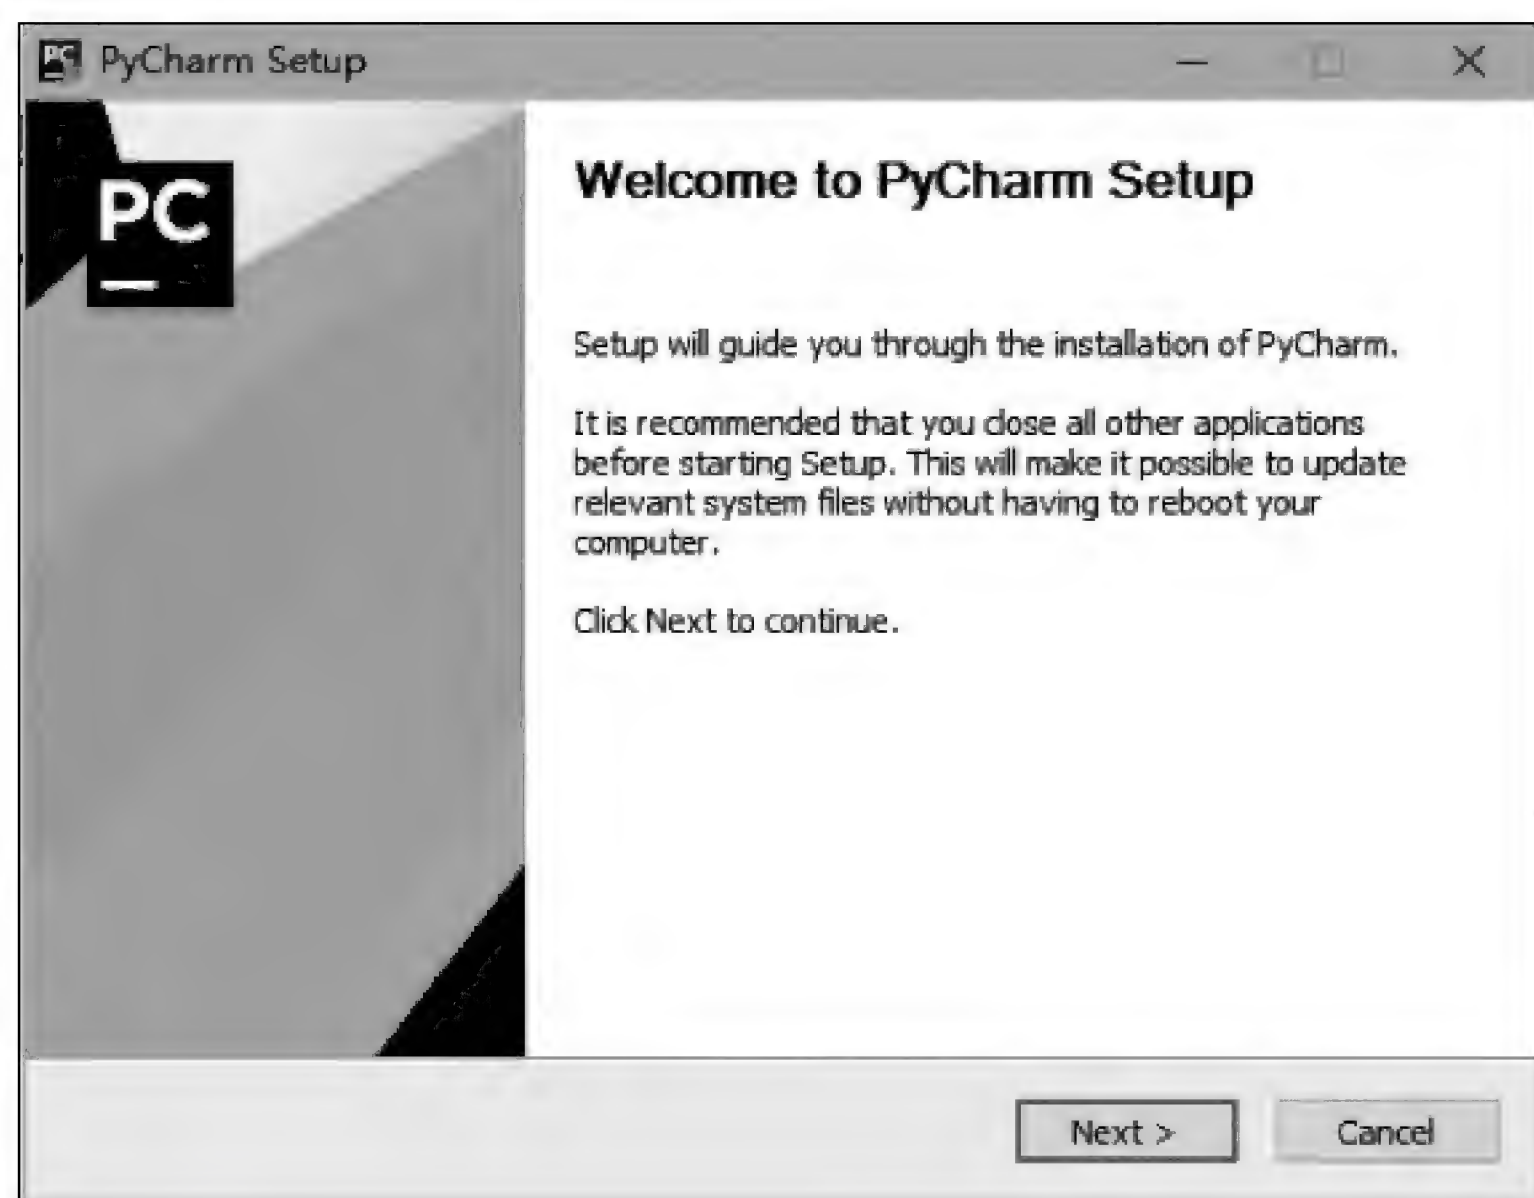 PC PyCharm Setup
PC
Welcome to PyCharm Setup
Setup will guide you through the installation of PyCharm.
It is recommended that you close all other applications
before starting Setup. This will make it possible to update
relevant system files without having to reboot your
computer.
Click Next to continue.
Next >
Cancel